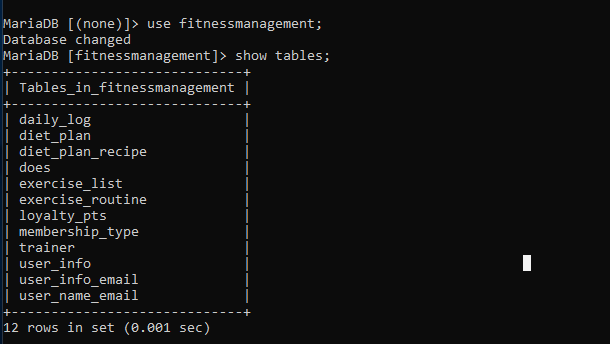 MariaDB [(none)]> use fitnessmanagement;
Database changed
MariaDB [fitnessmanagement]> show tables;
+-----------------------------+
| Tables_in_fitnessmanagement |
+-----------------------------+
| daily_log                   |
| diet_plan                   |
| diet_plan_recipe            |
| does                        |
| exercise_list               |
| exercise_routine            |
| loyalty_pts                 |
| membership_type             |
| trainer                     |
| user_info                   |
| user_info_email             |
| user_name_email             |
+-----------------------------+
12 rows in set (0.001 sec)